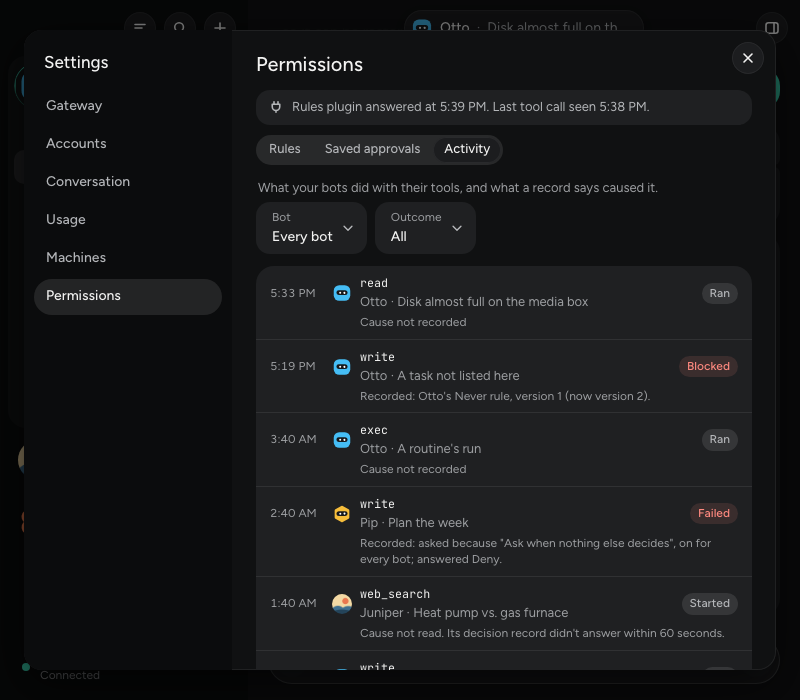 Otto · Disk almost full on th
Settings
Gateway
Accounts
Conversation
Usage
Machines
Permissions
Connected
Permissions
Rules plugin answered at 5:39 PM. Last tool call seen 5:38 PM.
Rules Saved approvals Activity
What your bots did with their tools, and what a record says caused it.
Bot
Every bot
Outcome
All
5:33 PM
read
Otto · Disk almost full on the media box
Cause not recorded
Ran
5:19 PM
write
Otto · A task not listed here
Recorded: Otto's Never rule, version 1 (now version 2).
Blocked
3:40 AM
exec
Otto · A routine's run
Cause not recorded
Ran
2:40 AM
write
Pip · Plan the week
Recorded: asked because "Ask when nothing else decides", on for
every bot; answered Deny.
Failed
1:40 AM
web_search
Juniper · Heat pump vs. gas furnace
Cause not read. Its decision record didn't answer within 60 seconds.
Started
write